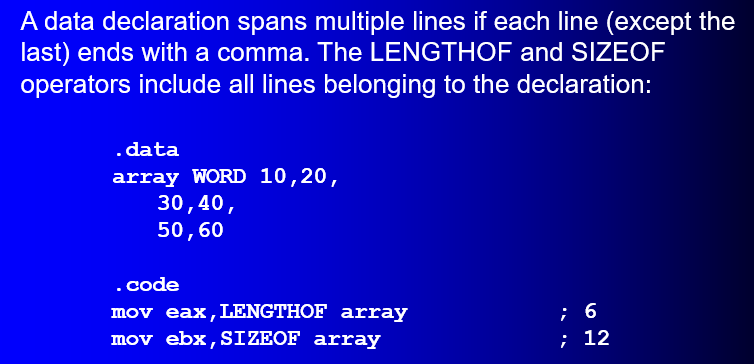 A data declaration spans multiple lines if each line (except the
last) ends with a comma. The LENGTHOF and SIZEOF
operators include all lines belonging to the declaration:
.data
array WORD 10,20,
30,40,
50,60
.code
mov eax,LENGTHOF array ; 6
mov ebx,SIZEOF array ; 12